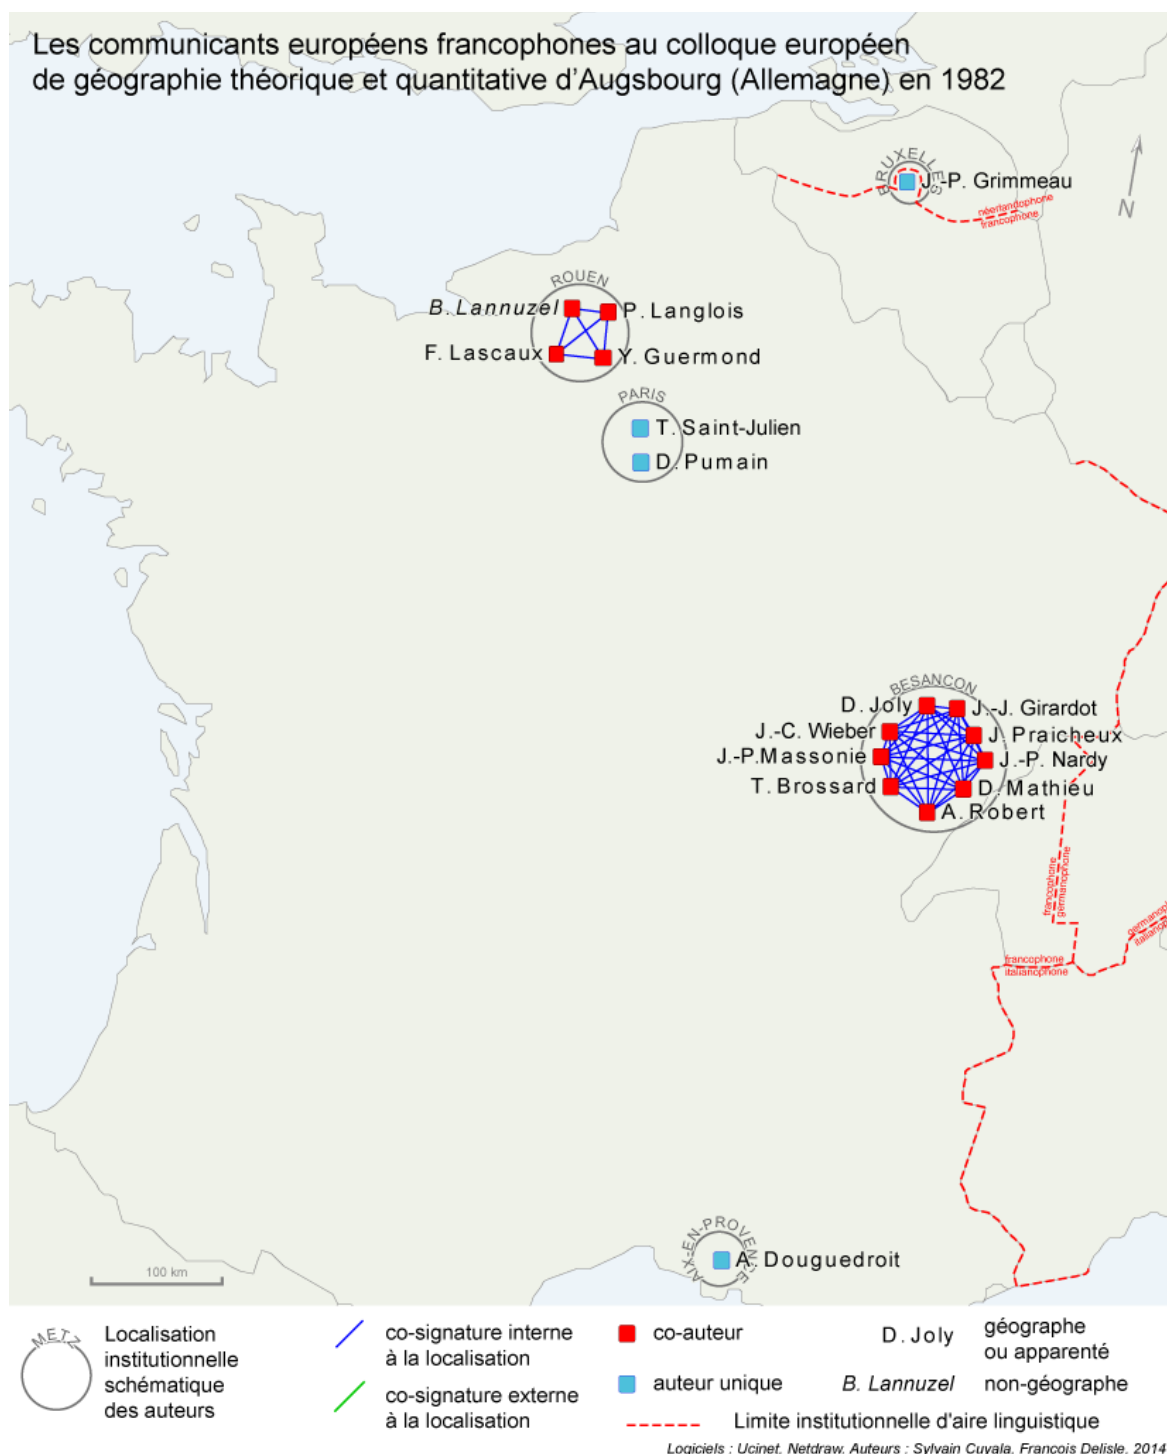 Les communicants européens francophones au colloque européen
de géographie théorique et quantitative d'Augsbourg (Allemagne) en 1982
BRUXELLES
J.-P. Grimmeau
néerlandophone
francophone
N
ROUEN
B. Lannuzel
P. Langlois
F. Lascaux
Y. Guermond
PARIS
T. Saint-Julien
D. Pumain
BESANCON
D. Joly
J.-J. Girardot
J.-C. Wieber
J. Praicheux
J.-P.Massonie
J.-P. Nardy
T. Brossard
D. Mathieu
A. Robert
francophone
germanophone
germanop
italianop
francophone
italianophone
AIX-EN-PROVENCE
A. Douguedroit
100 km
METZ
Localisation
institutionnelle
schématique
des auteurs
co-signature interne
à la localisation
co-signature externe
à la localisation
co-auteur
auteur unique
D. Joly
géographe
ou apparenté
B. Lannuzel
non-géographe
Limite institutionnelle d'aire linguistique
Logiciels : Ucinet, Netdraw. Auteurs : Sylvain Cuyala, François Delisle, 2014